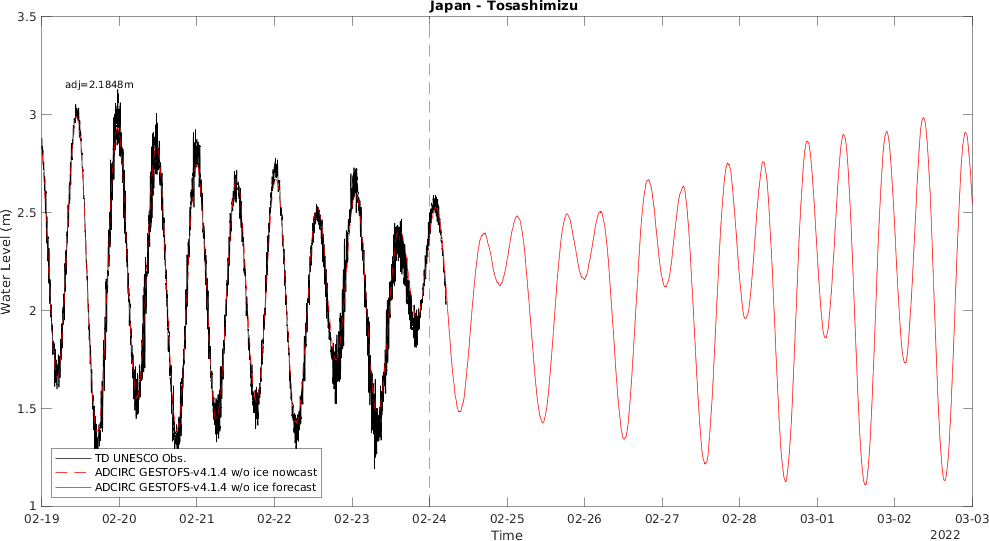 Japan - Tosashimizu
3.5
3
2.5
2
1.5
1
Water Level (m)
adj=2.1848m
TD UNESCO Obs.
ADCIRC GESTOFS-v4.1.4 w/o ice nowcast
ADCIRC GESTOFS-v4.1.4 w/o ice forecast
02-19 02-20 02-21 02-22 02-23 02-24 02-25 02-26 02-27 02-28 03-01 03-02 03-03
Time
2022